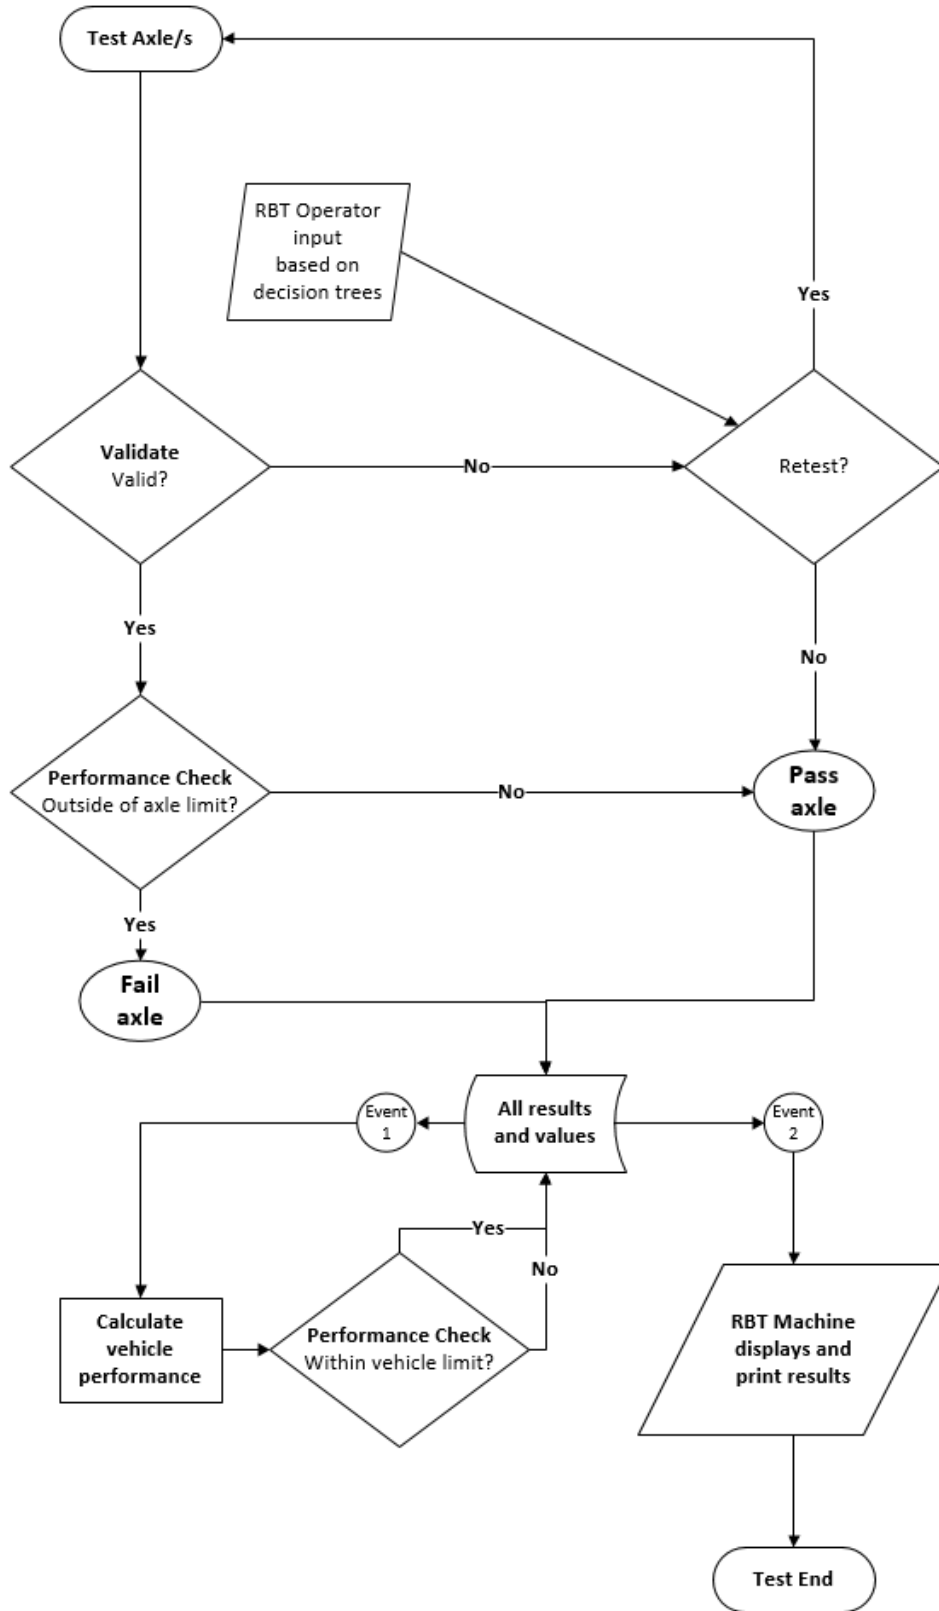 Test Axle/s
RBT Operator
input
based on
decision trees
Yes
Validate
Valid?
No
Retest?
Yes
No
Performance Check
Outside of axle limit?
No
Pass
axle
Yes
Fail
axle
Event
1
All results
and values
Event
2
Yes
No
Calculate
vehicle
performance
Performance Check
Within vehicle limit?
RBT Machine
displays and
print results
Test End